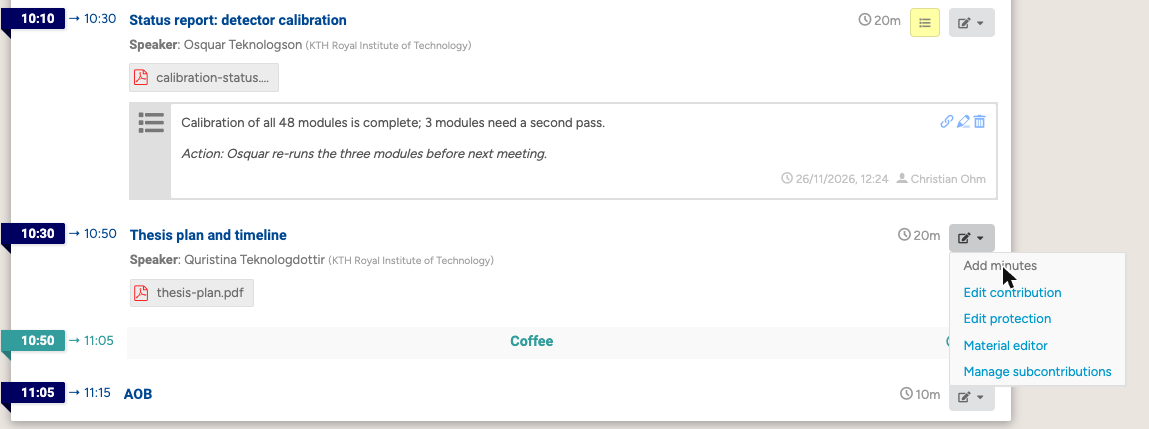 10:10 → 10:30 Status report: detector calibration 20m
Speaker: Osquar Teknologson (KTH Royal Institute of Technology)
calibration-status....
Calibration of all 48 modules is complete; 3 modules need a second pass.
Action: Osquar re-runs the three modules before next meeting.
26/11/2026, 12:24 Christian Ohm
10:30 → 10:50 Thesis plan and timeline 20m
Speaker: Quristina Teknologdottir (KTH Royal Institute of Technology)
thesis-plan.pdf
Add minutes
Edit contribution
Edit protection
Material editor
Manage subcontributions
10:50 → 11:05 Coffee
11:05 → 11:15 AOB 10m